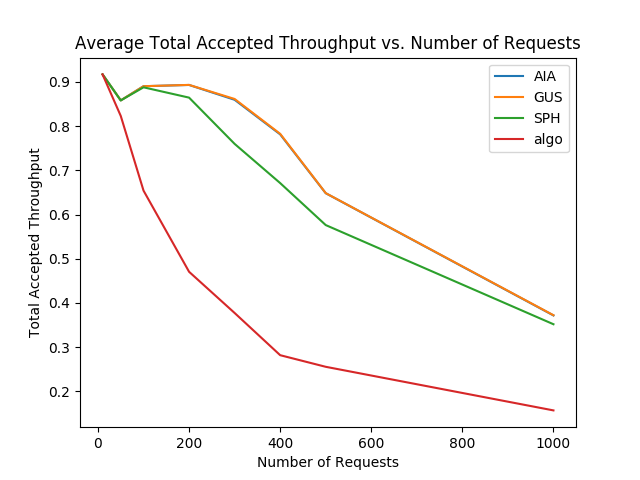 Average Total Accepted Throughput vs. Number of Requests
AIA
GUS
SPH
algo
Total Accepted Throughput
0.9
0.8
0.7
0.6
0.5
0.4
0.3
0.2
0
200
400
600
800
1000
Number of Requests